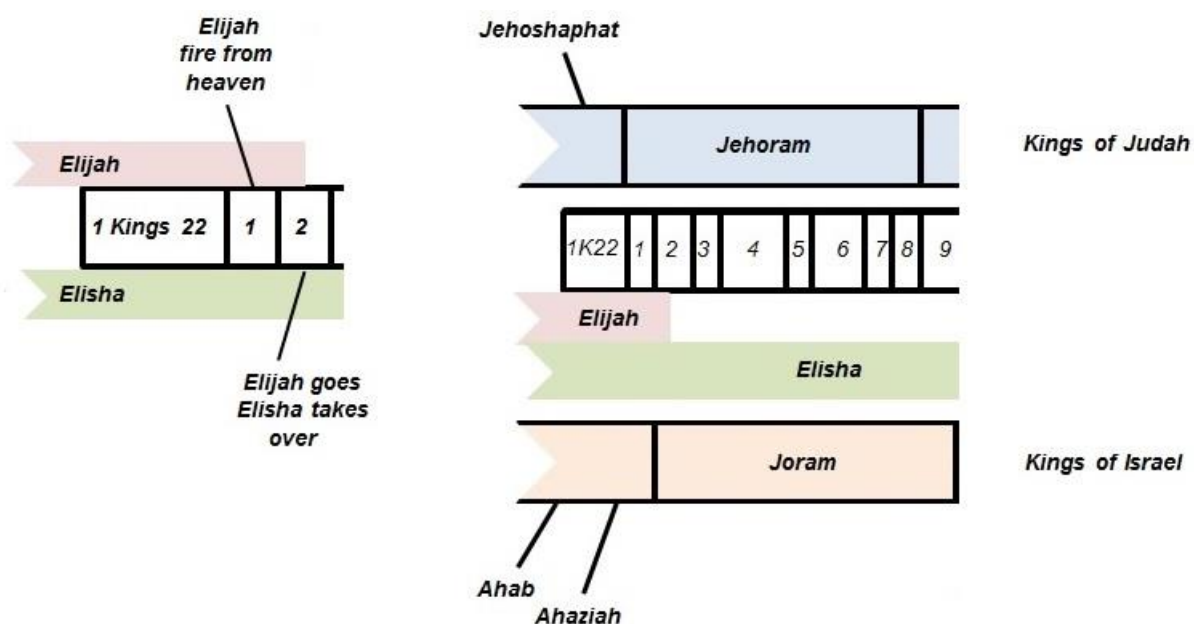 Elijah
fire from
heaven
Elijah
1 Kings 22 1 2
Elisha
Elijah goes
Elisha takes
over
Jehoshaphat
Jehoram
Kings of Judah
1K22 1 2 3 4 5 6 7 8 9
Elijah
Elisha
Joram
Kings of Israel
Ahab
Ahaziah